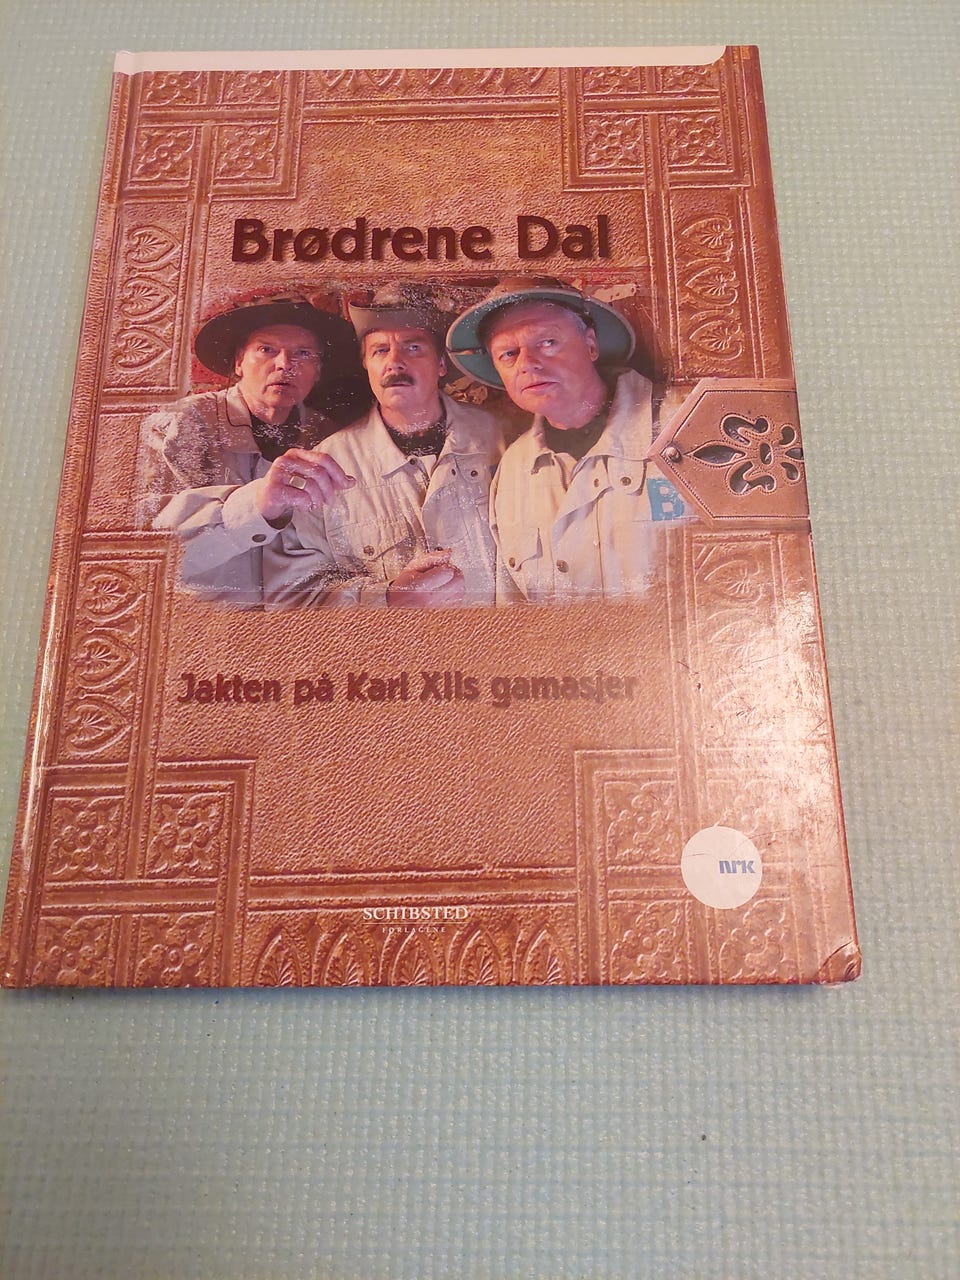 Brødrene Dal
B
Jakten på Karl XIIs gamasjer
nrk
SCHIBSTED
FORLAGENE